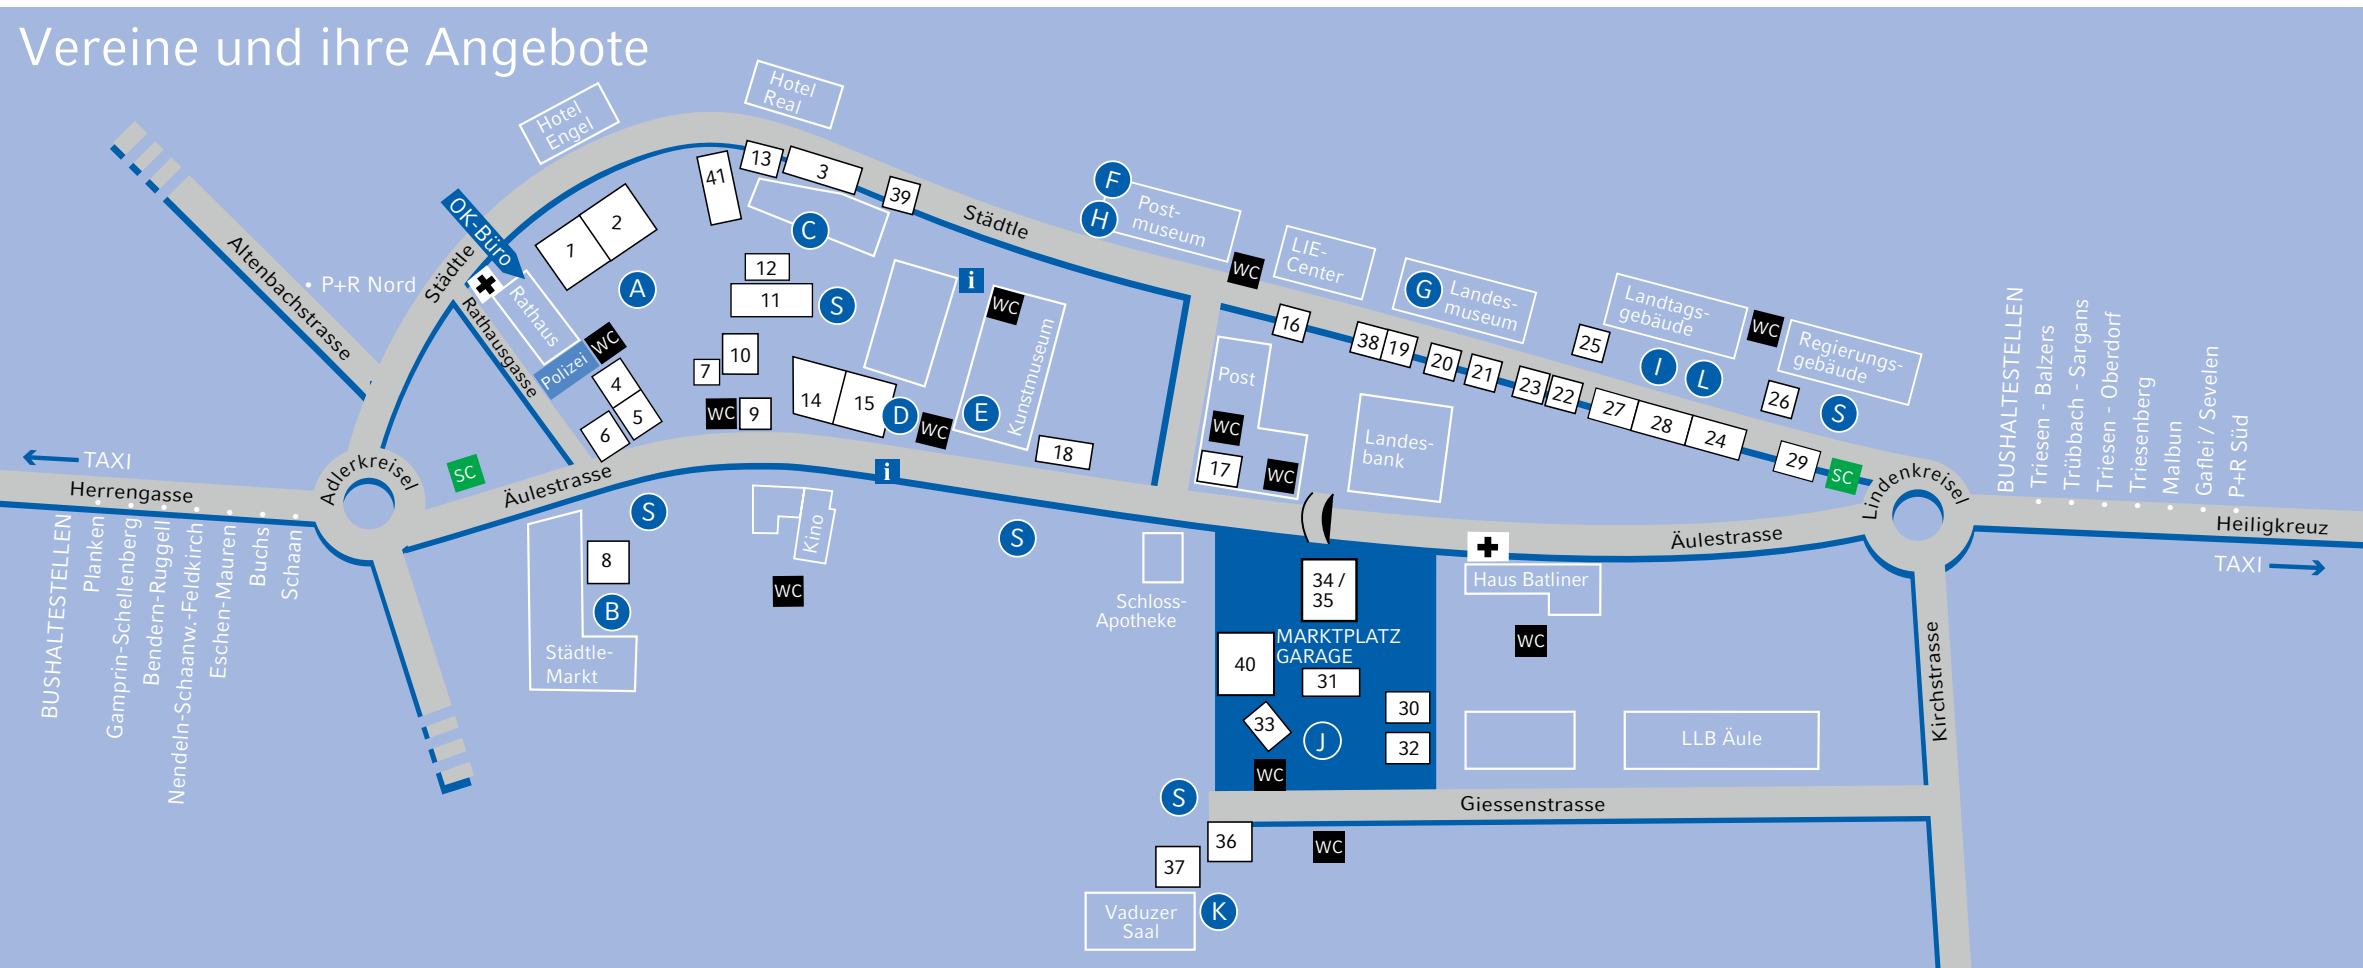 Vereine und ihre Angebote
Hotel
Engel
Hotel
Real
OK-Büro
Städtle
Altenbachstrasse
P+R Nord
Rathausgasse
Rathaus
Polizei
WC
1
2
41
13
3
39
A
C
12
11
S
10
7
WC
9
4
5
6
14
15
D
WC
E
i
WC
Kunstmuseum
18
Städtle
F
H
Post-
museum
WC
LIE-
Center
G
Landes-
museum
Landtags-
gebäude
WC
Regierungs-
gebäude
16
38
19
20
21
23
22
27
28
24
29
25
I
L
26
S
SC
Post
WC
17
WC
Landes-
bank
Lindenkreisel
BUSHALTESTELLEN
Triesen - Balzers
Trübbach - Sargans
Triesen - Oberdorf
Triesenberg
Malbun
Gaflei / Sevelen
P+R Süd
Heiligkreuz
TAXI
TAXI
Herrengasse
Adlerkreisel
SC
Äulestrasse
i
BUSHALTESTELLEN
Planken
Gamprin-Schellenberg
Bendern-Ruggell
Nendeln-Schaanw.-Feldkirch
Eschen-Mauren
Buchs
Schaan
S
8
B
Städtle-
Markt
Kino
WC
S
Schloss-
Apotheke
Äulestrasse
Haus Batliner
WC
34 /
35
MARKTPLATZ
GARAGE
40
31
30
33
J
32
WC
LLB Äule
Kirchstrasse
Giessenstrasse
S
36
37
WC
Vaduzer
Saal
K